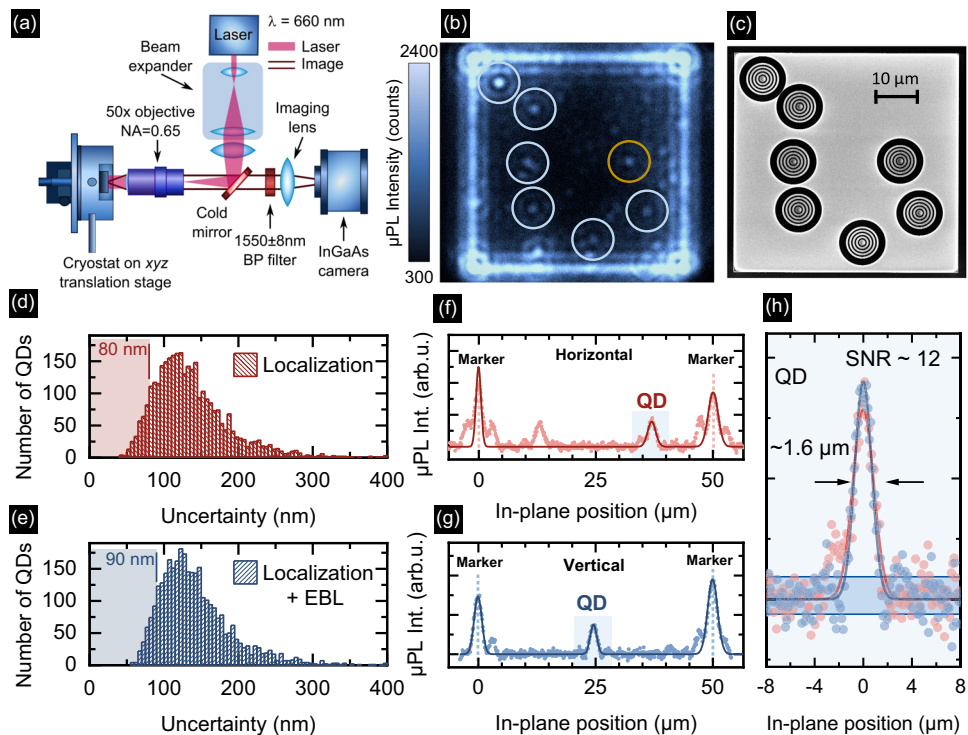 (a)
Laser
λ = 660 nm
Laser
Image
Beam
expander
50x objective
NA=0.65
Imaging
lens
Cold
mirror
1550±8nm
BP filter
InGaAs
camera
Cryostat on xyz
translation stage
(b)
2400
µPL Intensity (counts)
300
(c)
10 µm
(d)
Number of QDs
150
100
50
0
80 nm
Localization
0 100 200 300 400
Uncertainty (nm)
(e)
Number of QDs
150
100
50
0
90 nm
Localization
+ EBL
0 100 200 300 400
Uncertainty (nm)
(f)
µPL Int. (arb.u.)
Marker
Horizontal
Marker
QD
0 25 50
In-plane position (µm)
(g)
µPL Int. (arb.u.)
Marker
Vertical
Marker
QD
0 25 50
In-plane position (µm)
(h)
SNR ~ 12
QD
~1.6 µm
-8 -4 0 4 8
In-plane position (µm)